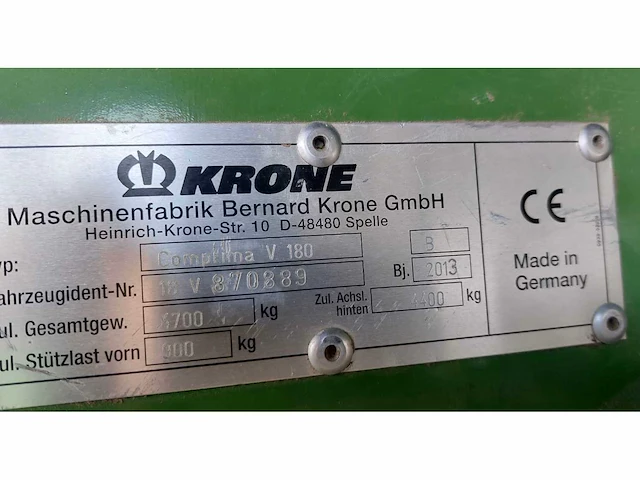 KRONE
Maschinenfabrik Bernard Krone GmbH
Heinrich-Krone-Str. 10 D-48480 Spelle
yp: Comprima V 180 B
ahrzeugident-Nr. V 870889 Bj. 2013
ul. Gesamtgew. kg Zul. Achsl. hinten kg
ul. Stützlast vorn 900 kg
CE
Made in
Germany